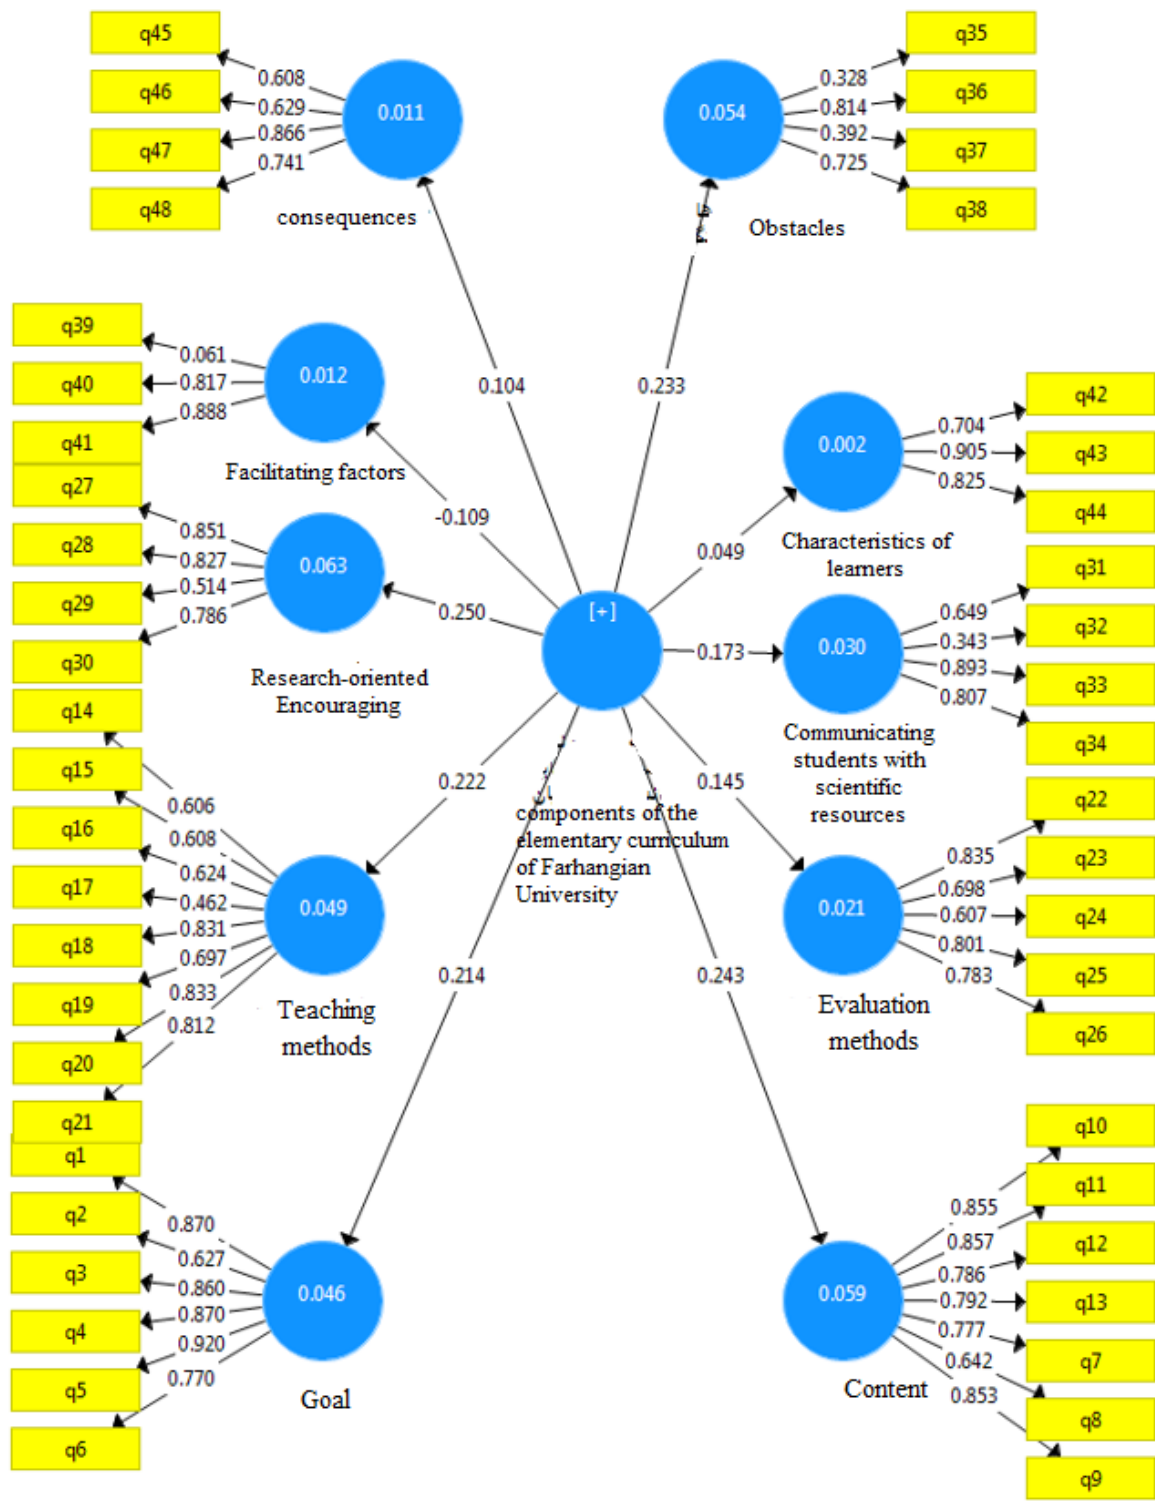 q45
q46
q47
q48
0.608
0.629
0.866
0.741
0.011
consequences
q35
q36
q37
q38
0.328
0.814
0.392
0.725
0.054
Obstacles
q39
q40
q41
0.061
0.817
0.888
0.012
Facilitating factors
0.104
0.233
-0.109
q42
q43
q44
0.704
0.905
0.825
0.002
Characteristics of
learners
0.049
q27
q28
q29
q30
0.851
0.827
0.514
0.786
0.063
Research-oriented
Encouraging
0.250
[+]
0.173
q31
q32
q33
q34
0.649
0.343
0.893
0.807
0.030
Communicating
students with
scientific
resources
components of the
elementary curriculum
of Farhangian
University
q14
q15
q16
q17
q18
q19
q20
q21
0.606
0.608
0.624
0.462
0.831
0.697
0.833
0.812
0.049
Teaching
methods
0.222
0.145
q22
q23
q24
q25
q26
0.835
0.698
0.607
0.801
0.783
0.021
Evaluation
methods
0.214
0.243
q1
q2
q3
q4
q5
q6
0.870
0.627
0.860
0.870
0.920
0.770
0.046
Goal
q10
q11
q12
q13
q7
q8
q9
0.855
0.857
0.786
0.792
0.777
0.642
0.853
0.059
Content